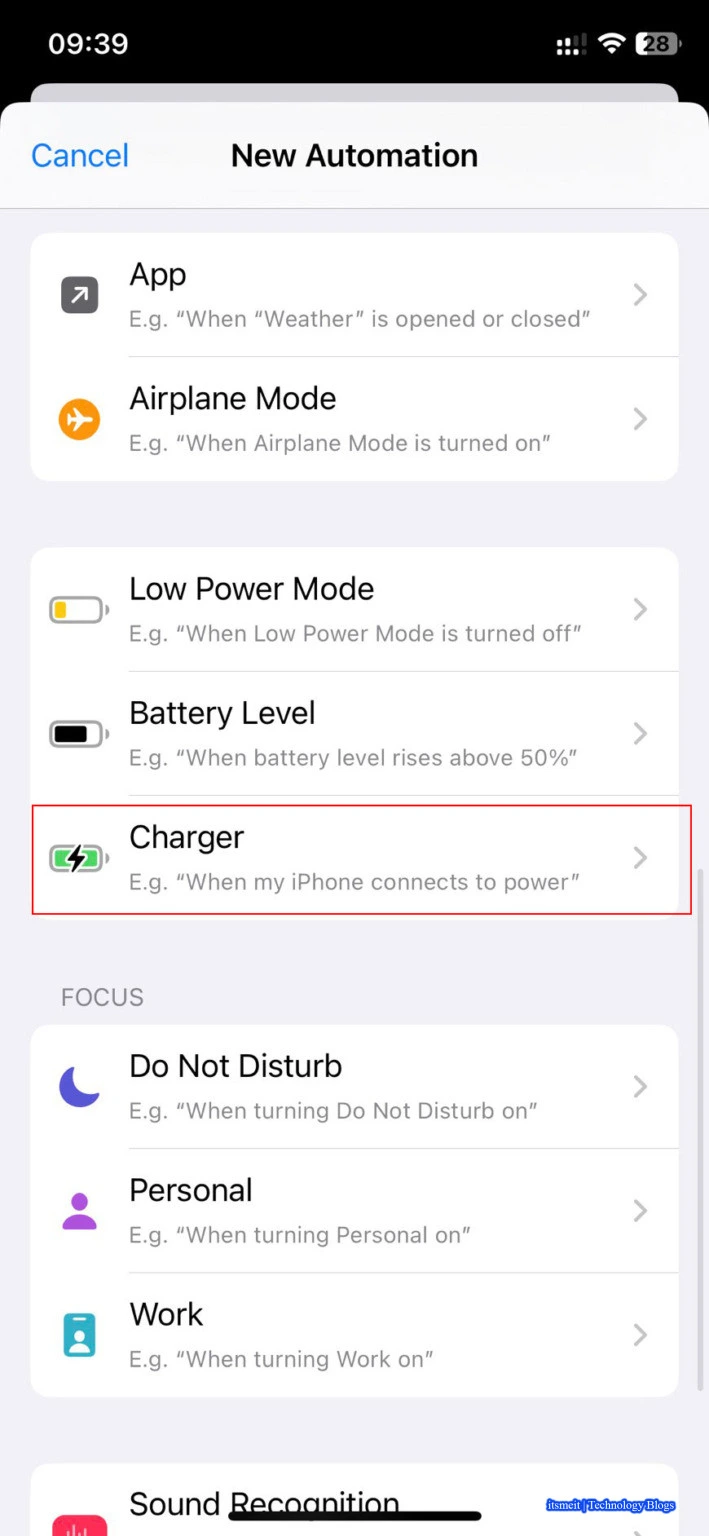 09:39
28
Cancel
New Automation
App
E.g. “When “Weather” is opened or closed”
Airplane Mode
E.g. “When Airplane Mode is turned on”
Low Power Mode
E.g. “When Low Power Mode is turned off”
Battery Level
E.g. “When battery level rises above 50%”
Charger
E.g. “When my iPhone connects to power”
FOCUS
Do Not Disturb
E.g. “When turning Do Not Disturb on”
Personal
E.g. “When turning Personal on”
Work
E.g. “When turning Work on”
Sound Recognition
itsmeit | Technology Blogs